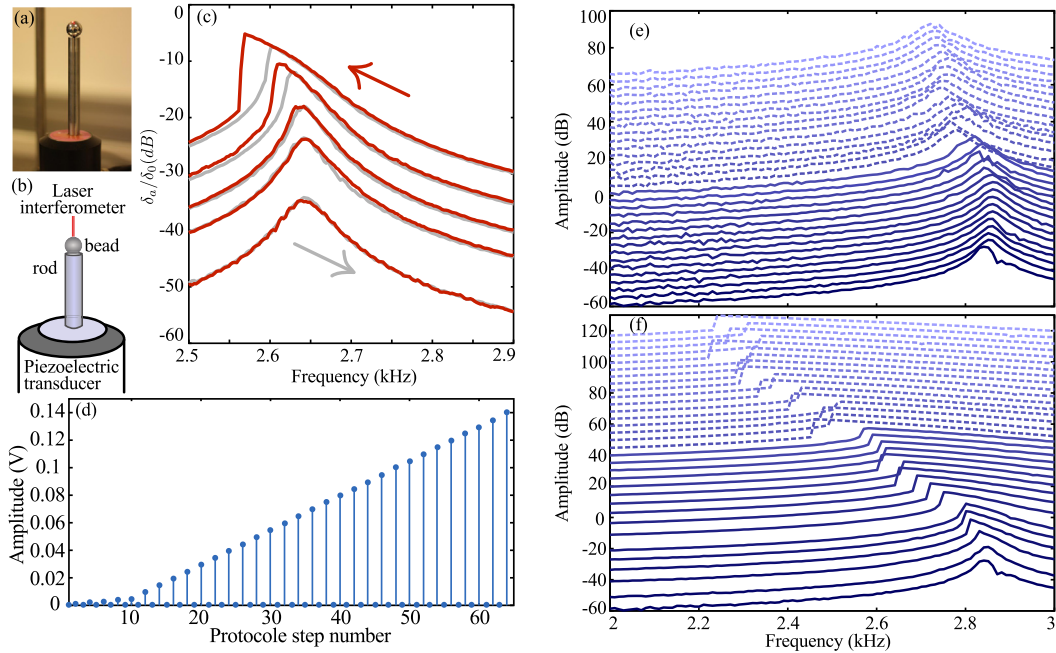 (a)
(b)
Laser
interferometer
bead
rod
Piezoelectric
transducer
(c)
0
-10
-20
-30
-40
-50
-60
δₐ/δ₀(dB)
2.5 2.6 2.7 2.8 2.9
Frequency (kHz)
(d)
0.14
0.12
0.10
0.08
0.06
0.04
0.02
0
Amplitude (V)
10 20 30 40 50 60
Protocole step number
(e)
100
80
60
40
20
0
-20
-40
-60
Amplitude (dB)
(f)
120
100
80
60
40
20
0
-20
-40
-60
Amplitude (dB)
2 2.2 2.4 2.6 2.8 3
Frequency (kHz)